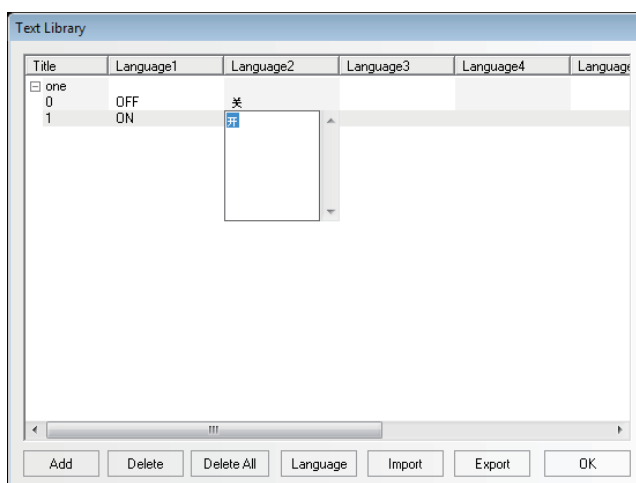 Text Library
Title Language1 Language2 Language3 Language4 Language
one
0 OFF 关
1 ON 开
Add Delete Delete All Language Import Export OK